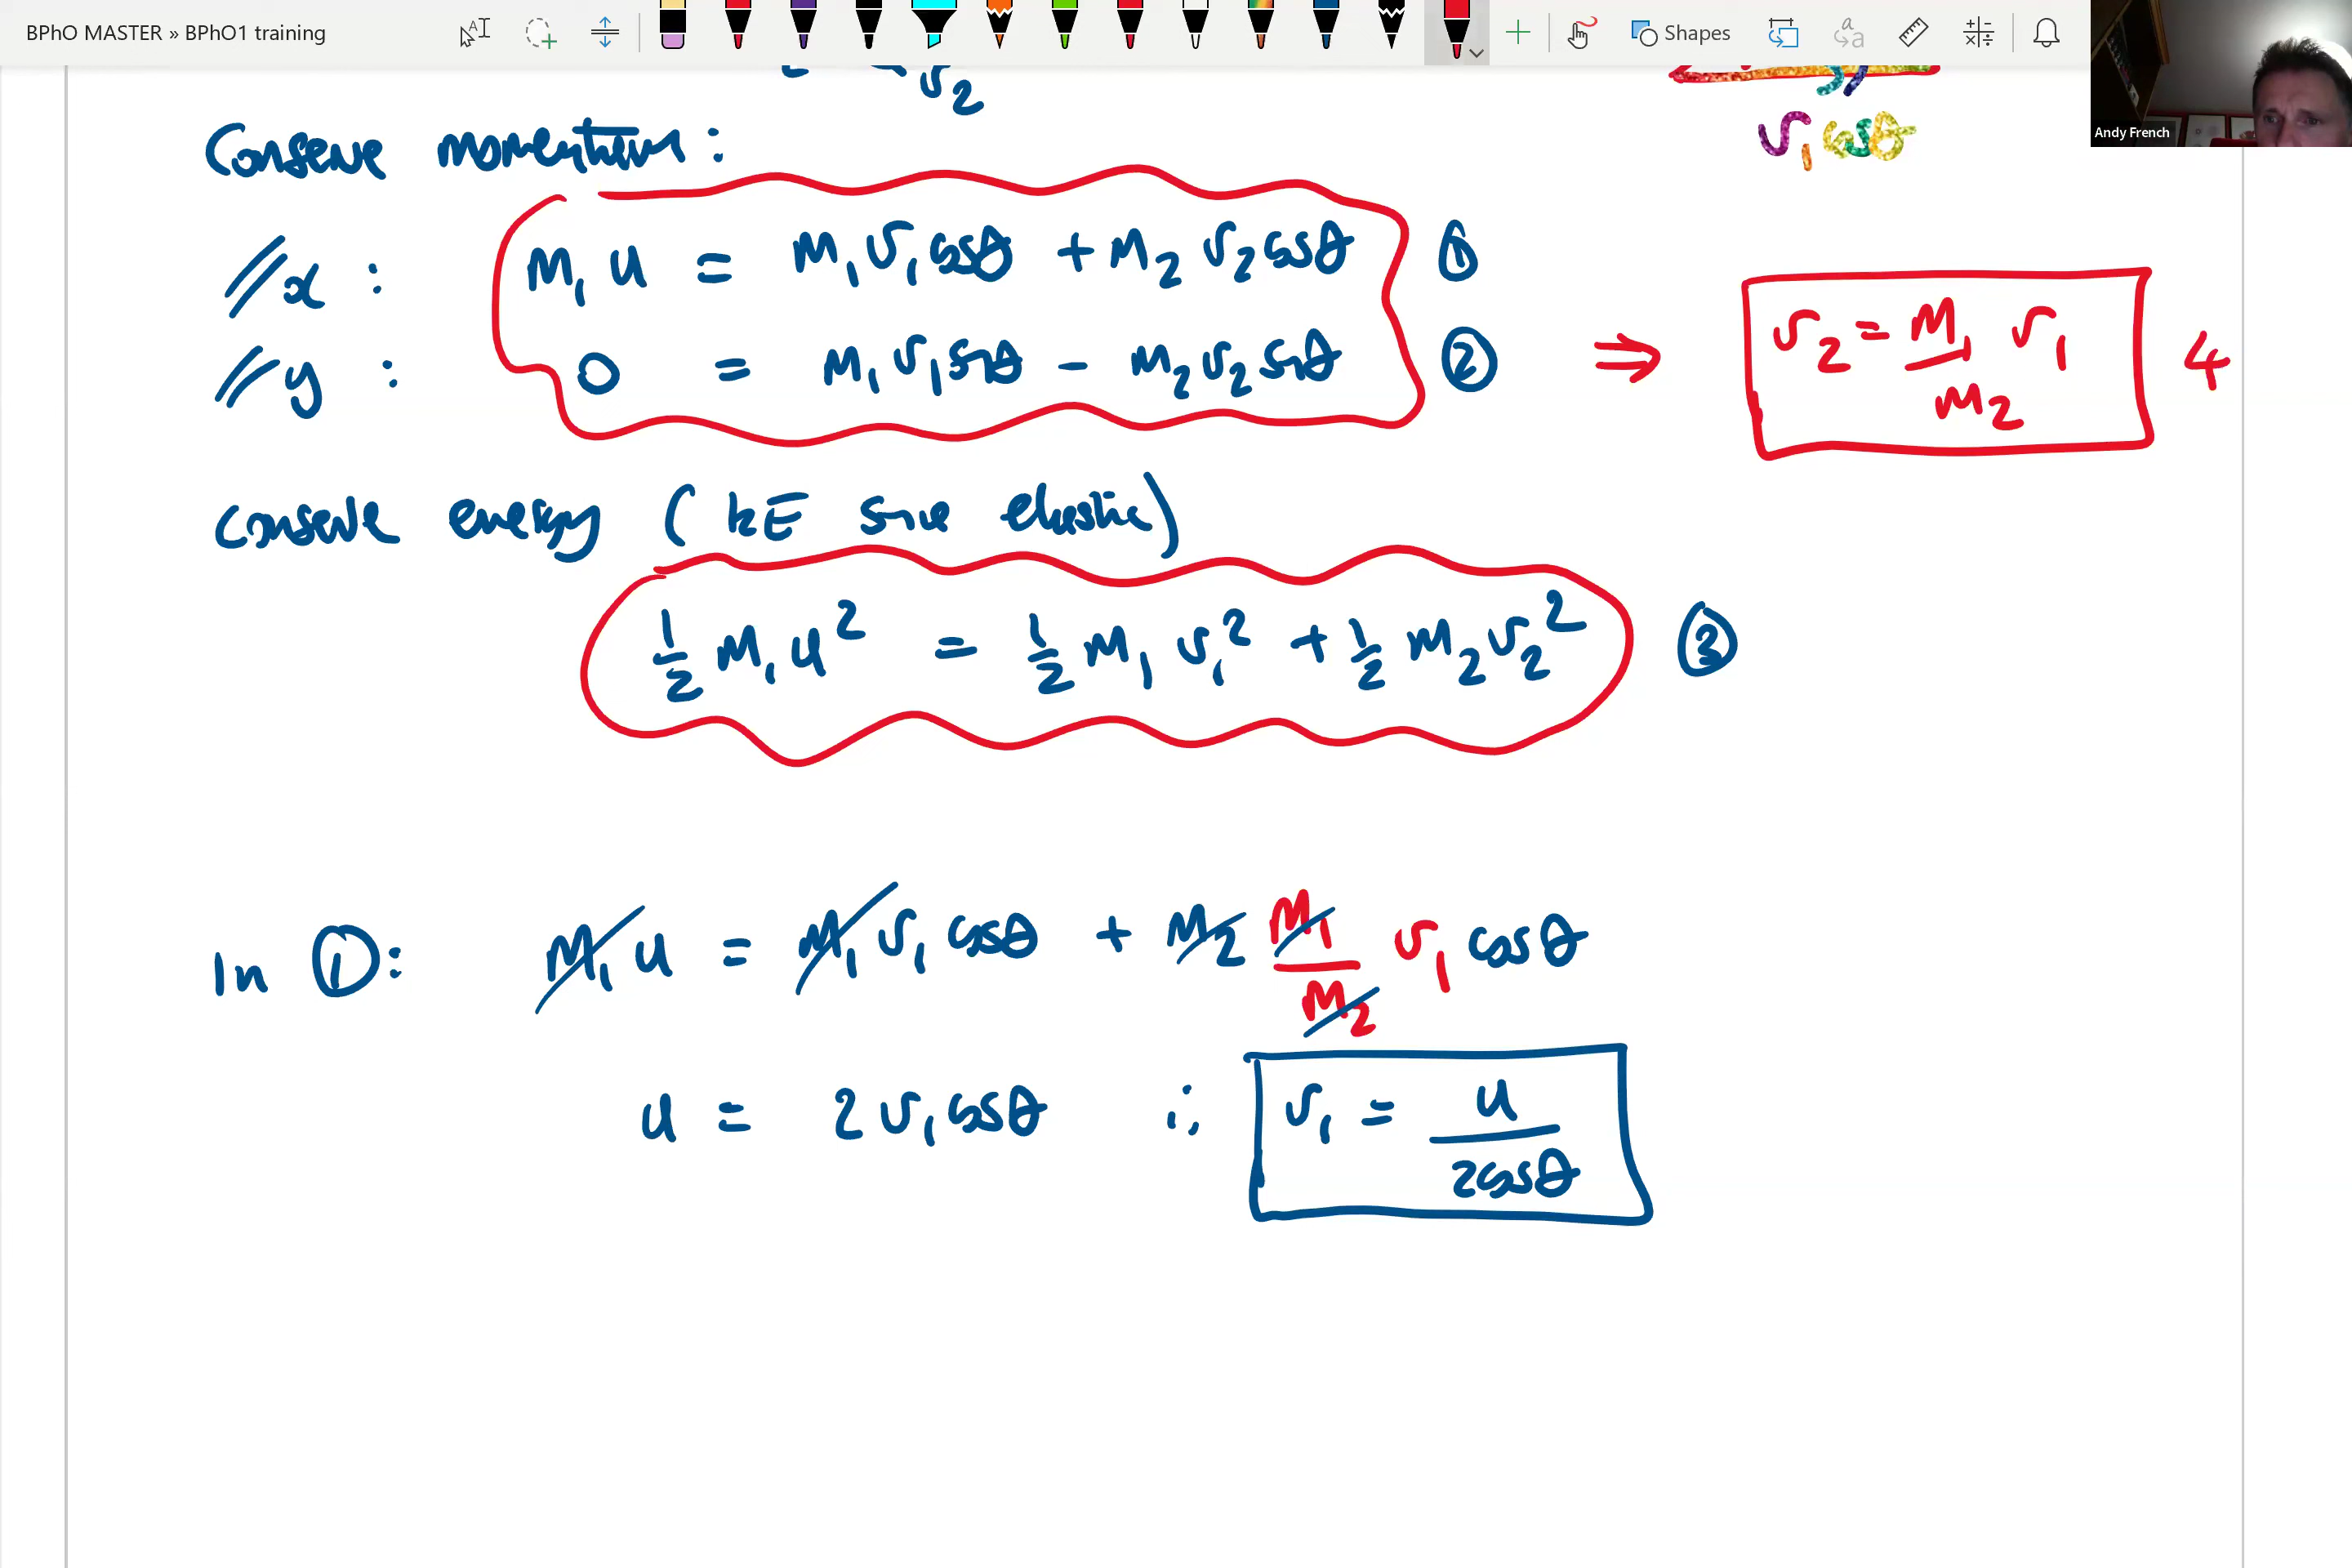 BPhO MASTER » BPhO1 training
Shapes
Andy French
v₂
v₁cosθ
Conserve momentum:
//x : m₁u = m₁v₁cosθ + m₂v₂cosθ ①
//y : 0 = m₁v₁sinθ − m₂v₂sinθ ② ⇒ v₂ = m₁/m₂ v₁ 4
conserve energy (kE since elastic)
½m₁u² = ½m₁v₁² + ½m₂v₂² ③
In ①: m₁u = m₁v₁cosθ + m₂ m₁/m₂ v₁cosθ
u = 2v₁cosθ ∴ v₁ = u/2cosθ